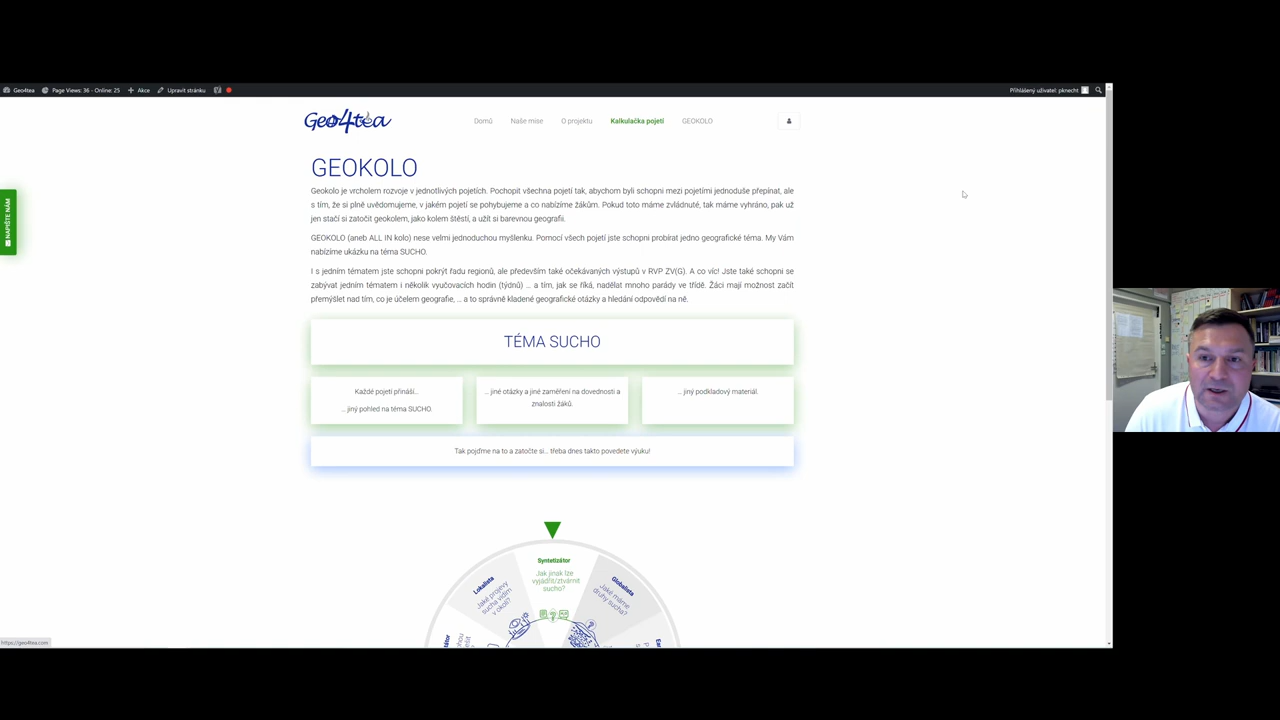 Geo4tea Page Views: 36 - Online: 25 Akce Upravit stránku Přihlášený uživatel: pknecht
Geo4tea Domů Naše mise O projektu Kalkulačka pojetí GEOKOLO
NAPIŠTE NÁM
GEOKOLO
Geokolo je vrcholem rozvoje v jednotlivých pojetích. Pochopit všechna pojetí tak, abychom byli schopni mezi pojetími jednoduše přepínat, ale
s tím, že si plně uvědomujeme, v jakém pojetí se pohybujeme a co nabízíme žákům. Pokud toto máme zvládnuté, tak máme vyhráno, pak už
jen stačí si zatočit geokolem, jako kolem štěstí, a užít si barevnou geografii.
GEOKOLO (aneb ALL IN kolo) nese velmi jednoduchou myšlenku. Pomocí všech pojetí jste schopni probírat jedno geografické téma. My Vám
nabízíme ukázku na téma SUCHO.
I s jedním tématem jste schopni pokrýt řadu regionů, ale především také očekávaných výstupů v RVP ZV(G). A co víc! Jste také schopni se
zabývat jedním tématem i několik vyučovacích hodin (týdnů) ... a tím, jak se říká, nadělat mnoho parády ve třídě. Žáci mají možnost začít
přemýšlet nad tím, co je účelem geografie, ... a to správně kladené geografické otázky a hledání odpovědí na ně.
TÉMA SUCHO
Každé pojetí přináší...
... jiný pohled na téma SUCHO.
... jiné otázky a jiné zaměření na dovednosti a
znalosti žáků.
... jiný podkladový materiál.
Tak pojďme na to a zatočte si... třeba dnes takto povedete výuku!
Lokalista
Jaké projevy
sucha vidím
v okolí?
Syntetizátor
Jak jinak lze
vyjádřit/ztvárnit
sucho?
Globalista
Jaké máme
druhy sucha?
https://geo4tea.com